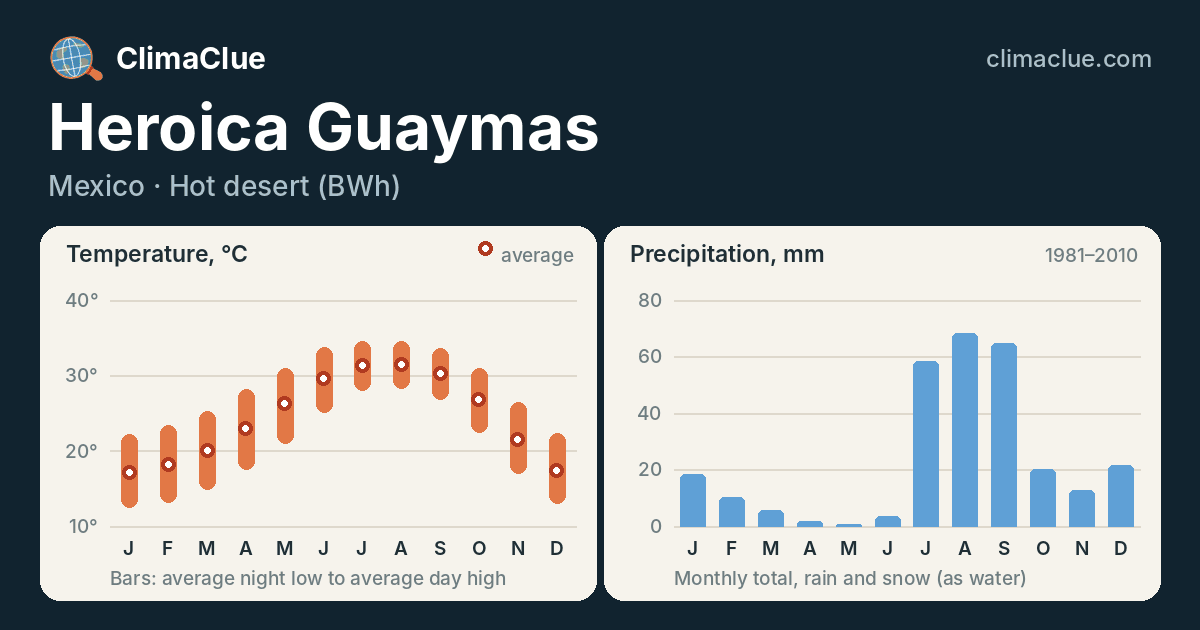 ClimaClue
climaclue.com
Heroica Guaymas
Mexico · Hot desert (BWh)
Temperature, °C
average
40°
30°
20°
10°
J F M A M J J A S O N D
Bars: average night low to average day high
Precipitation, mm
1981–2010
80
60
40
20
0
J F M A M J J A S O N D
Monthly total, rain and snow (as water)